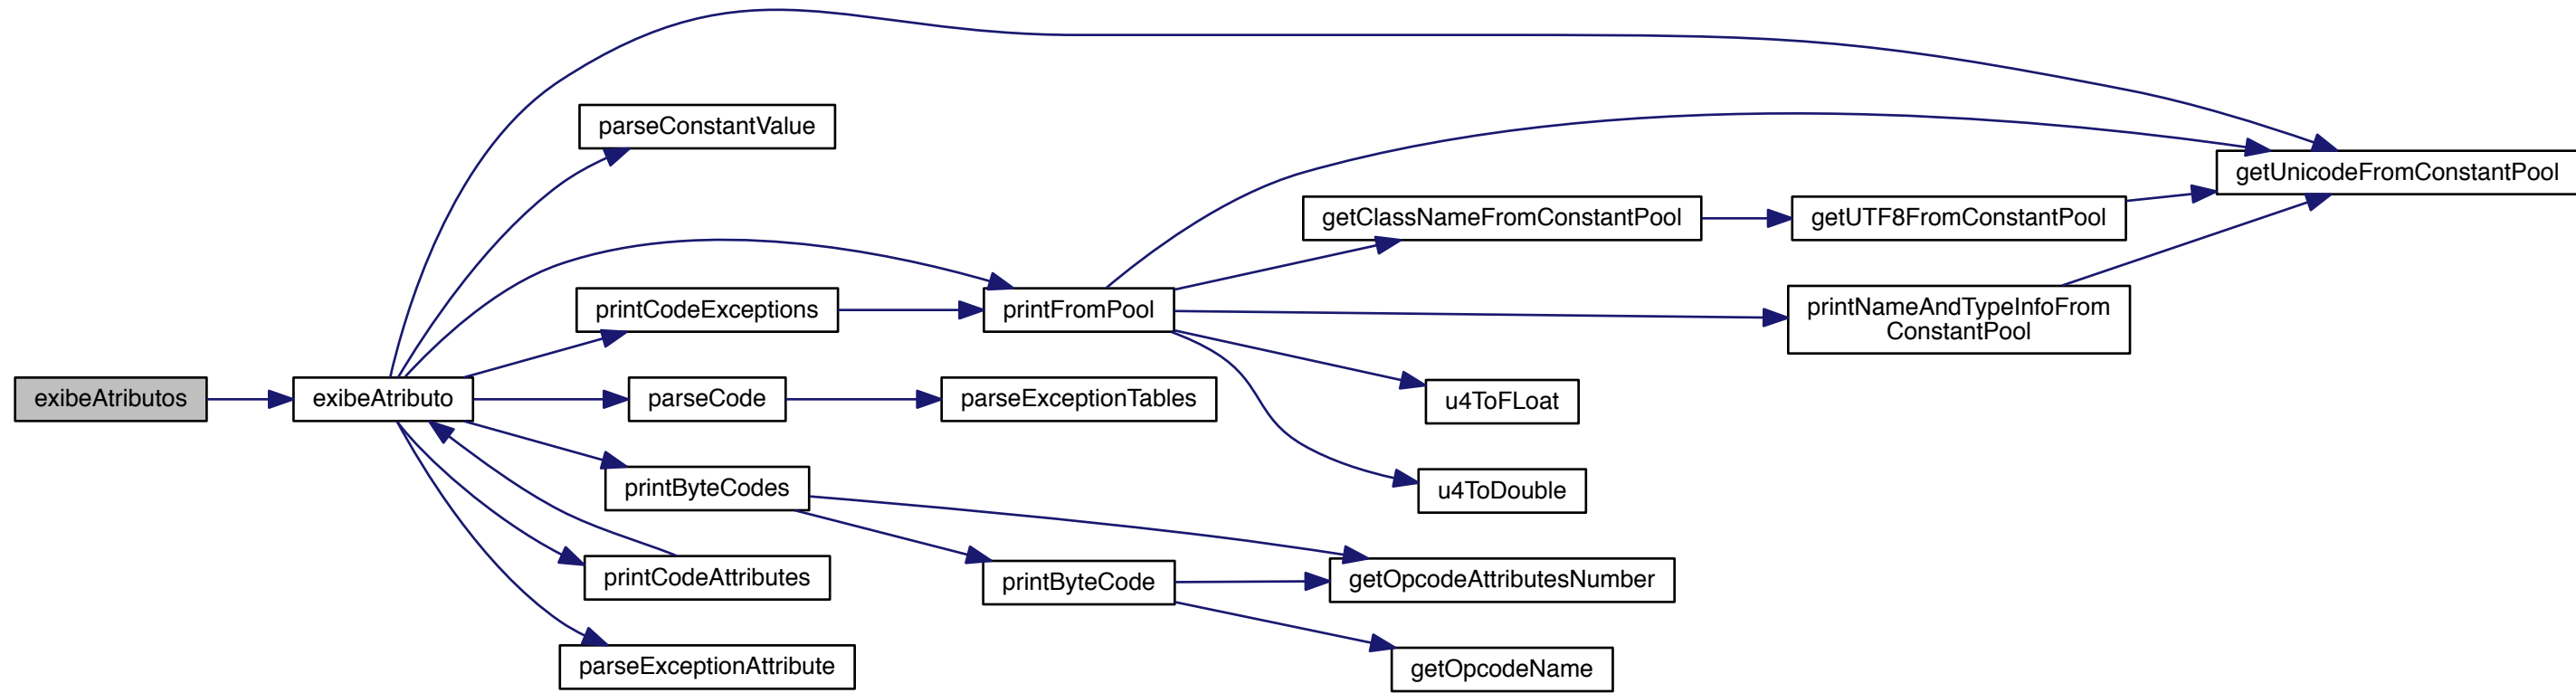 parseConstantValue
getUnicodeFromConstantPool
getClassNameFromConstantPool
getUTF8FromConstantPool
printCodeExceptions
printFromPool
printNameAndTypeInfoFrom
ConstantPool
exibeAtributos
exibeAtributo
parseCode
parseExceptionTables
u4ToFLoat
printByteCodes
u4ToDouble
printCodeAttributes
printByteCode
getOpcodeAttributesNumber
parseExceptionAttribute
getOpcodeName